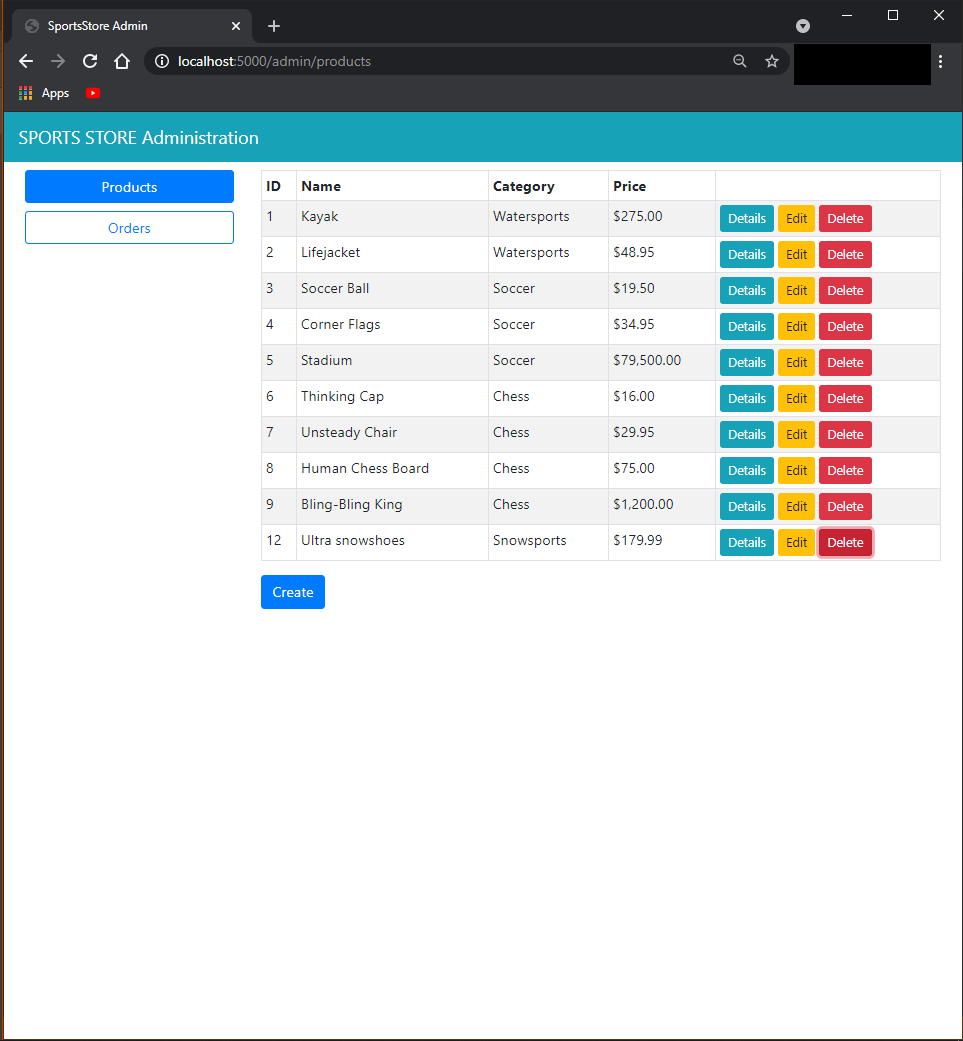 SportsStore Admin
localhost:5000/admin/products
Apps
SPORTS STORE Administration
Products
Orders
ID Name Category Price
1 Kayak Watersports $275.00 Details Edit Delete
2 Lifejacket Watersports $48.95 Details Edit Delete
3 Soccer Ball Soccer $19.50 Details Edit Delete
4 Corner Flags Soccer $34.95 Details Edit Delete
5 Stadium Soccer $79,500.00 Details Edit Delete
6 Thinking Cap Chess $16.00 Details Edit Delete
7 Unsteady Chair Chess $29.95 Details Edit Delete
8 Human Chess Board Chess $75.00 Details Edit Delete
9 Bling-Bling King Chess $1,200.00 Details Edit Delete
12 Ultra snowshoes Snowsports $179.99 Details Edit Delete
Create